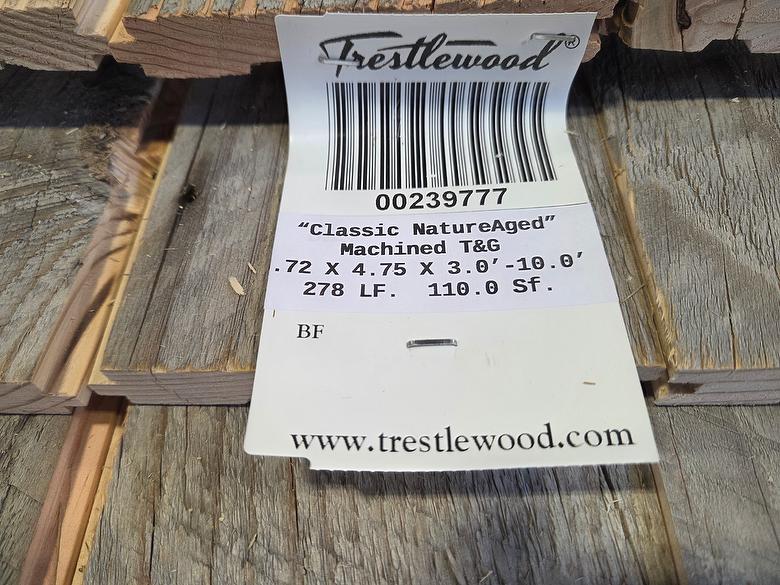 Trestlewood®
00239777
“Classic NatureAged”
Machined T&G
.72 X 4.75 X 3.0′-10.0′
278 LF. 110.0 Sf.
BF
www.trestlewood.com